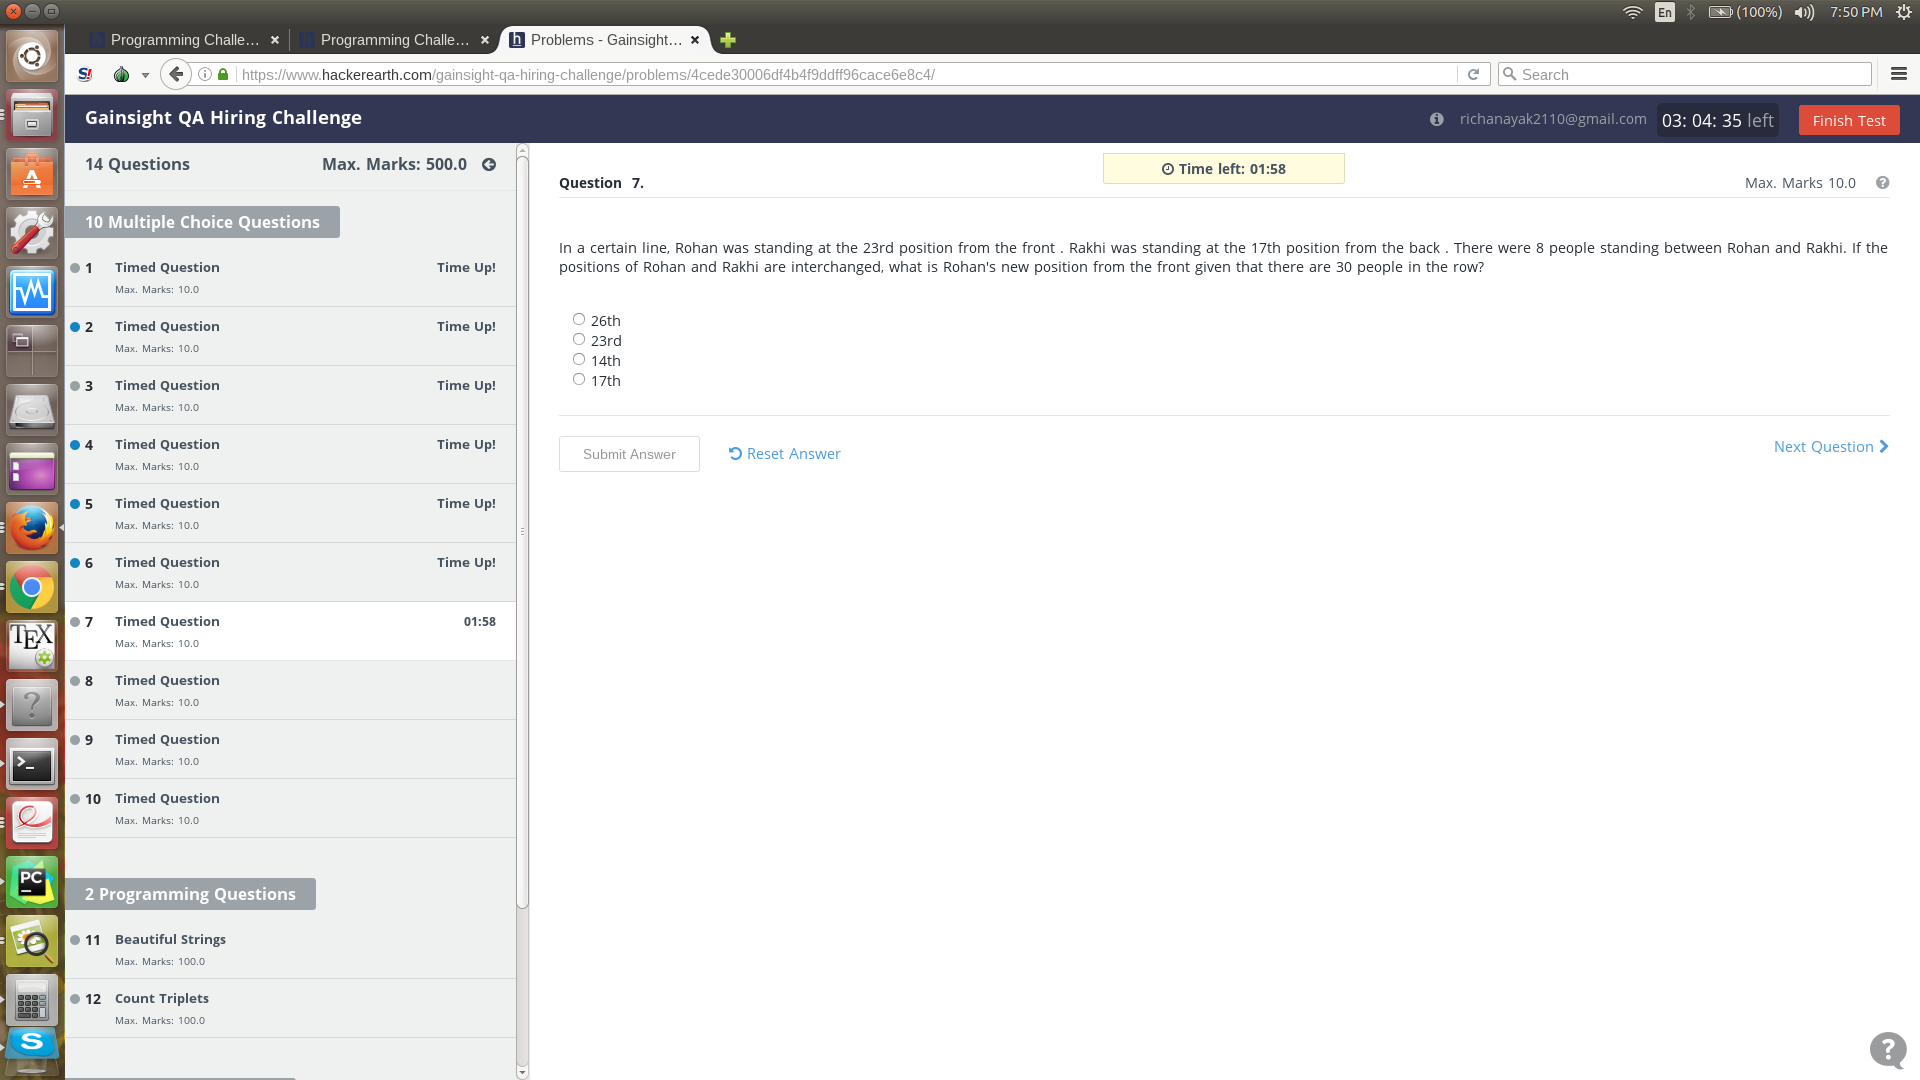 En
(100%)
7:50 PM
Programming Challe...
Programming Challe...
Problems - Gainsight...
https://www.hackerearth.com/gainsight-qa-hiring-challenge/problems/4cede30006df4b4f9ddff96cace6e8c4/
Search
Gainsight QA Hiring Challenge
richanayak2110@gmail.com
03: 04: 35 left
Finish Test
14 Questions
Max. Marks: 500.0
10 Multiple Choice Questions
1 Timed Question Time Up!
Max. Marks: 10.0
2 Timed Question Time Up!
Max. Marks: 10.0
3 Timed Question Time Up!
Max. Marks: 10.0
4 Timed Question Time Up!
Max. Marks: 10.0
5 Timed Question Time Up!
Max. Marks: 10.0
6 Timed Question Time Up!
Max. Marks: 10.0
7 Timed Question 01:58
Max. Marks: 10.0
8 Timed Question
Max. Marks: 10.0
9 Timed Question
Max. Marks: 10.0
10 Timed Question
Max. Marks: 10.0
2 Programming Questions
11 Beautiful Strings
Max. Marks: 100.0
12 Count Triplets
Max. Marks: 100.0
Time left: 01:58
Question 7.
Max. Marks 10.0
In a certain line, Rohan was standing at the 23rd position from the front . Rakhi was standing at the 17th position from the back . There were 8 people standing between Rohan and Rakhi. If the
positions of Rohan and Rakhi are interchanged, what is Rohan's new position from the front given that there are 30 people in the row?
26th
23rd
14th
17th
Submit Answer
Reset Answer
Next Question
TEX
PC